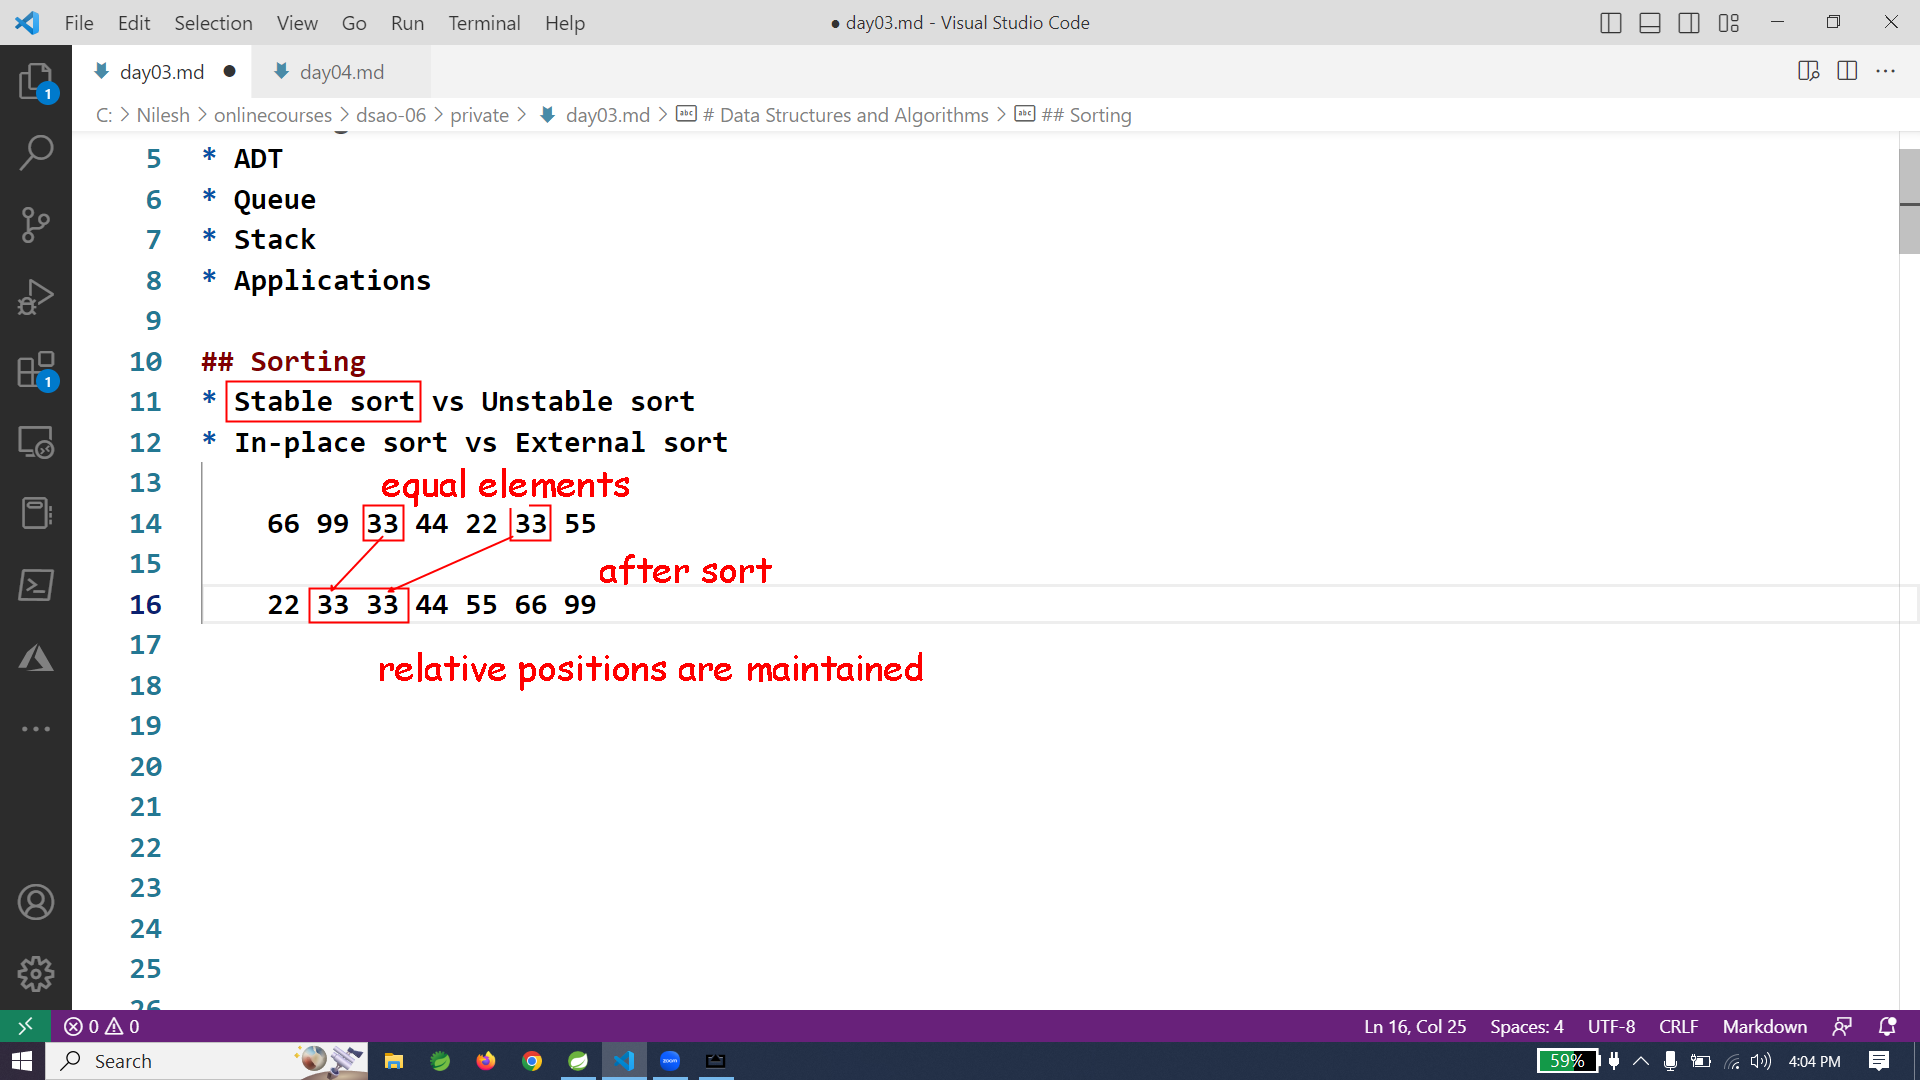 File Edit Selection View Go Run Terminal Help
● day03.md - Visual Studio Code
day03.md ●
day04.md
C: > Nilesh > onlinecourses > dsao-06 > private > day03.md > # Data Structures and Algorithms > ## Sorting
5 * ADT
6 * Queue
7 * Stack
8 * Applications
9
10 ## Sorting
11 * Stable sort vs Unstable sort
12 * In-place sort vs External sort
13
equal elements
14 66 99 33 44 22 33 55
15
after sort
16 22 33 33 44 55 66 99
17
relative positions are maintained
18
19
20
21
22
23
24
25
26
1
1
0 0
Ln 16, Col 25 Spaces: 4 UTF-8 CRLF Markdown
Search
zoom
59%
4:04 PM